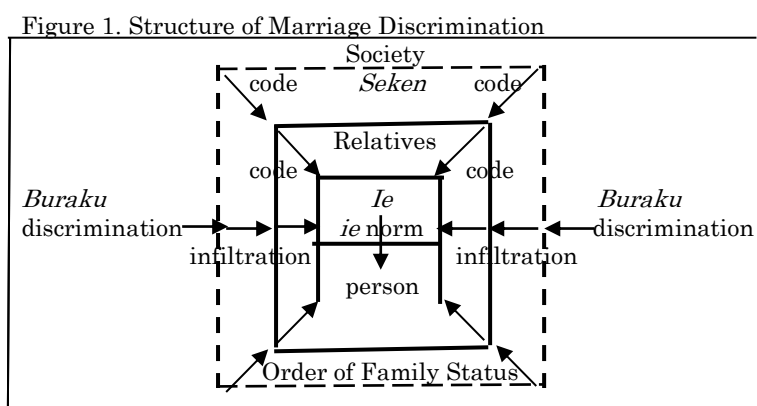 Figure 1. Structure of Marriage Discrimination
Society
code Seken code
Relatives
code code
Buraku Ie Buraku
discrimination ie norm discrimination
infiltration infiltration
person
Order of Family Status